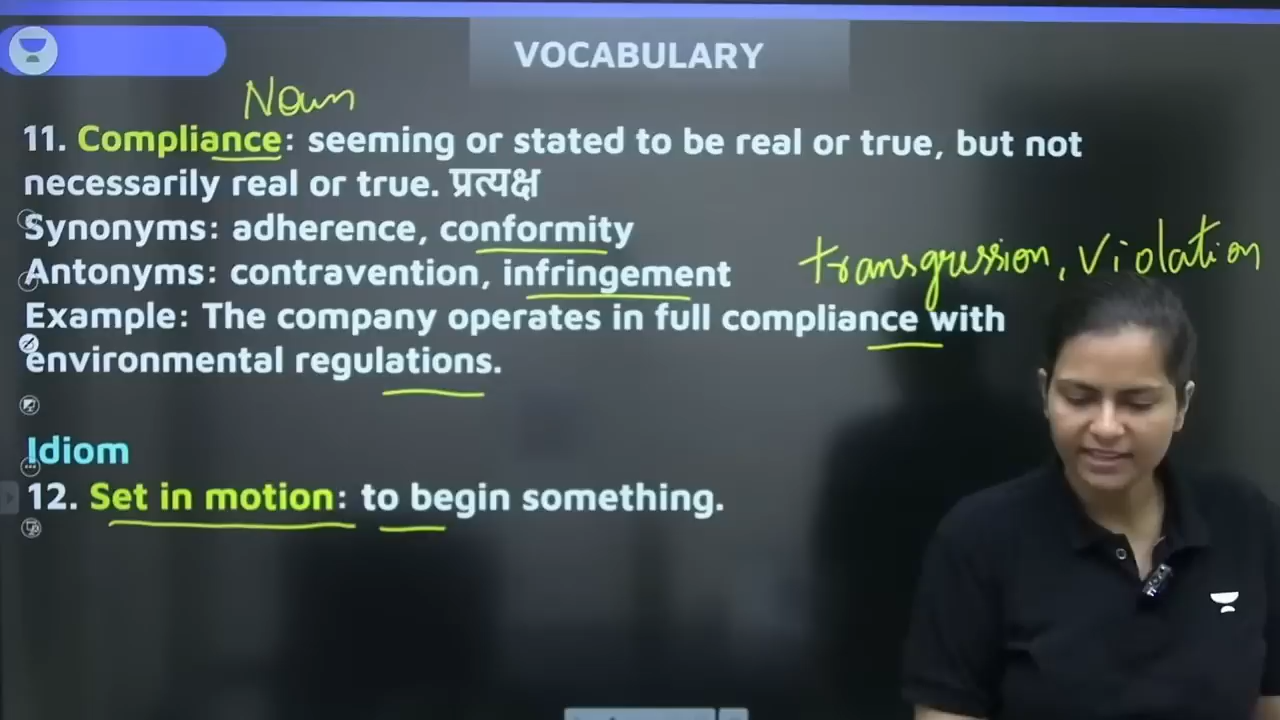 VOCABULARY
Noun
11. Compliance: seeming or stated to be real or true, but not
necessarily real or true. प्रत्यक्ष
Synonyms: adherence, conformity
Antonyms: contravention, infringement
transgression, Violation
Example: The company operates in full compliance with
environmental regulations.
Idiom
12. Set in motion: to begin something.